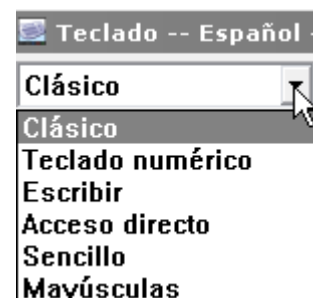 Teclado -- Español -
Clásico
Clásico
Teclado numérico
Escribir
Acceso directo
Sencillo
Mayúsculas